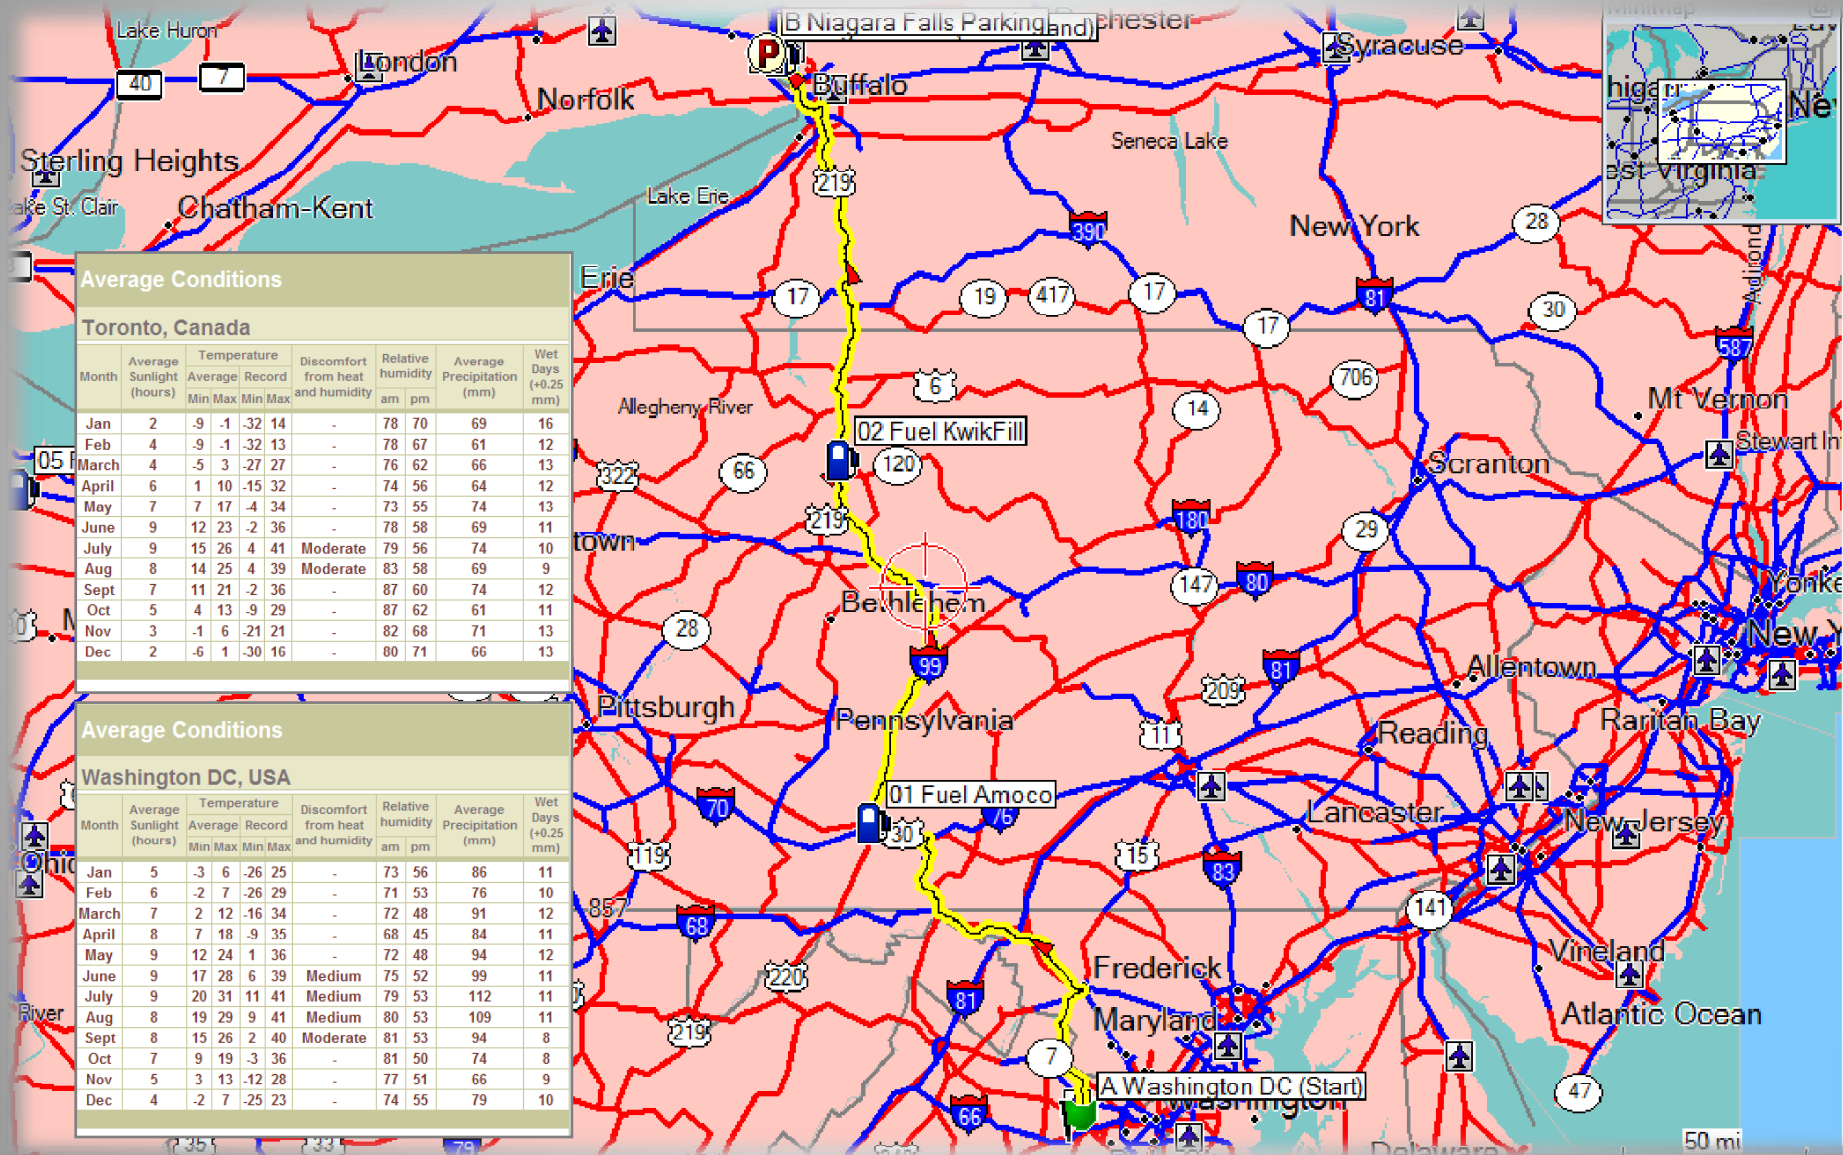 Lake Huron
B Niagara Falls Parking
and)
chester
Syracuse
MiniMap
40
7
London
Norfolk
Buffalo
higan
Ne
est Virginia
Seneca Lake
Sterling Heights
219
Lake Erie
ake St. Clair
Chatham-Kent
390
New York
28
Adirond
Erie
17
19
417
17
81
17
30
587
Average Conditions
Toronto, Canada
Month Average Sunlight (hours) Temperature Discomfort from heat and humidity Relative humidity Average Precipitation (mm) Wet Days (+0.25 mm)
Average Record
Min Max Min Max am pm
Jan 2 -9 -1 -32 14 - 78 70 69 16
Feb 4 -9 -1 -32 13 - 78 67 61 12
March 4 -5 3 -27 27 - 76 62 66 13
April 6 1 10 -15 32 - 74 56 64 12
May 7 7 17 -4 34 - 73 55 74 13
June 9 12 23 -2 36 - 78 58 69 11
July 9 15 26 4 41 Moderate 79 56 74 10
Aug 8 14 25 4 39 Moderate 83 58 69 9
Sept 7 11 21 -2 36 - 87 60 74 12
Oct 5 4 13 -9 29 - 87 62 61 11
Nov 3 -1 6 -21 21 - 82 68 71 13
Dec 2 -6 1 -30 16 - 80 71 66 13
6
706
Allegheny River
14
Mt Vernon
02 Fuel KwikFill
Stewart In
05 F
322
66
120
Scranton
219
180
29
town
147
80
Yonke
Bethlehem
28
New Y
99
81
Allentown
209
Pittsburgh
Pennsylvania
11
Reading
Raritan Bay
Average Conditions
Washington DC, USA
Month Average Sunlight (hours) Temperature Discomfort from heat and humidity Relative humidity Average Precipitation (mm) Wet Days (+0.25 mm)
Average Record
Min Max Min Max am pm
Jan 5 -3 6 -26 25 - 73 56 86 11
Feb 6 -2 7 -26 29 - 71 53 76 10
March 7 2 12 -16 34 - 72 48 91 12
April 8 7 18 -9 35 - 68 45 84 11
May 9 12 24 1 36 - 72 48 94 12
June 9 17 28 6 39 Medium 75 52 99 11
July 9 20 31 11 41 Medium 79 53 112 11
Aug 8 19 29 9 41 Medium 80 53 109 11
Sept 8 15 26 2 40 Moderate 81 53 94 8
Oct 7 9 19 -3 36 - 81 50 74 8
Nov 5 3 13 -12 28 - 77 51 66 9
Dec 4 -2 7 -25 23 - 74 55 79 10
01 Fuel Amoco
70
30
76
Lancaster
New Jersey
Ohio
119
15
83
857
68
141
Vineland
220
Frederick
81
River
219
Maryland
Atlantic Ocean
7
A Washington DC (Start)
Washington
47
66
35
33
79
Delaware
50 mi